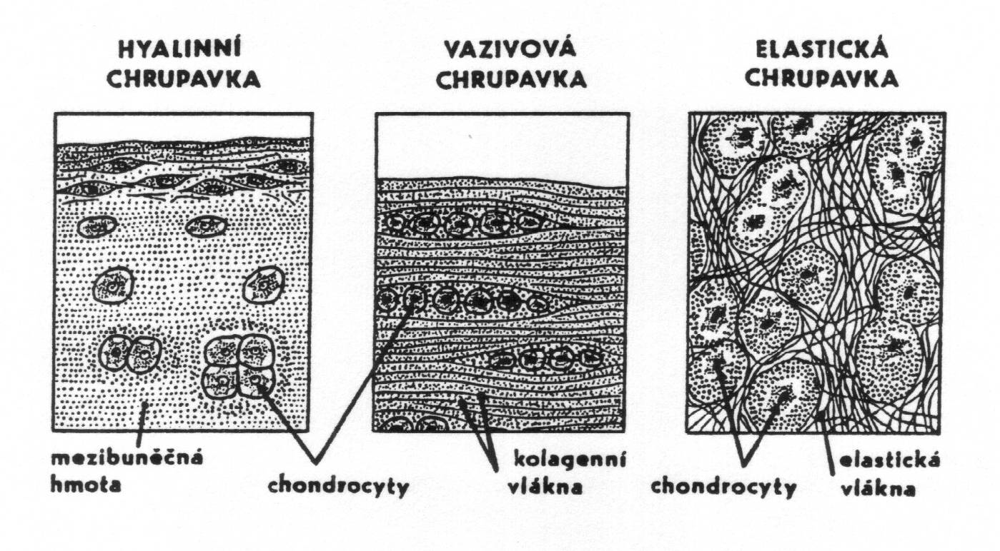 HYALINNÍ
CHRUPAVKA
VAZIVOVÁ
CHRUPAVKA
ELASTICKÁ
CHRUPAVKA
mezibuněčná
hmota
chondrocyty
kolagenní
vlákna
chondrocyty
elastická
vlákna